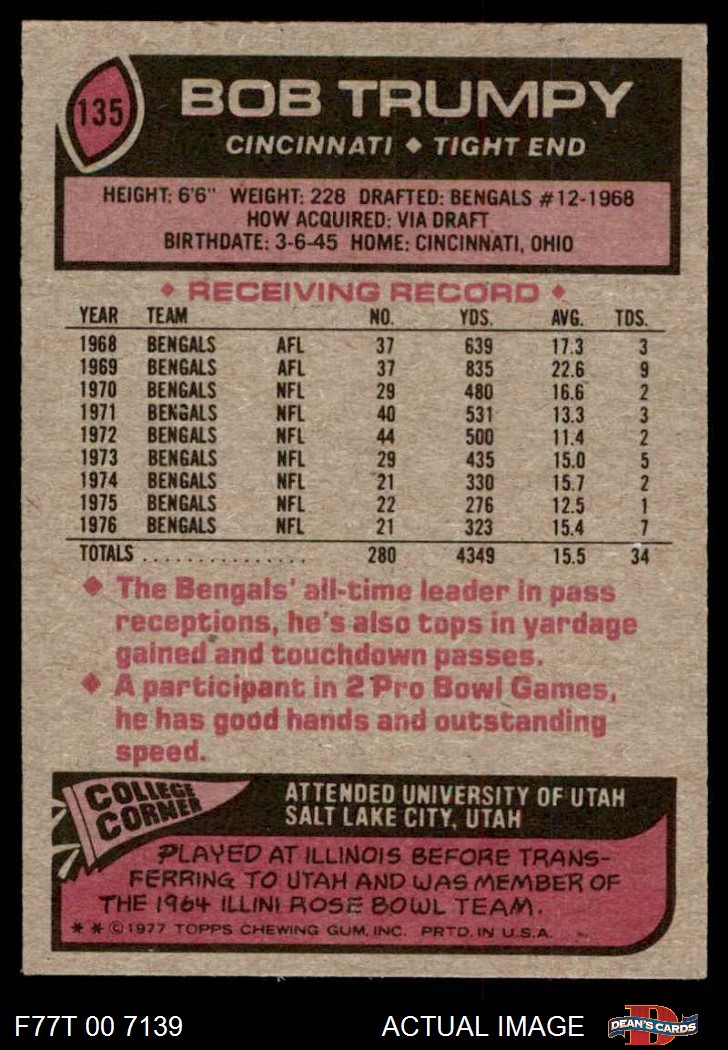 135
BOB TRUMPY
CINCINNATI ♦ TIGHT END
HEIGHT: 6'6" WEIGHT: 228 DRAFTED: BENGALS #12-1968
HOW ACQUIRED: VIA DRAFT
BIRTHDATE: 3-6-45 HOME: CINCINNATI, OHIO
♦ RECEIVING RECORD ♦
YEAR TEAM NO. YDS. AVG. TDS.
1968 BENGALS AFL 37 639 17.3 3
1969 BENGALS AFL 37 835 22.6 9
1970 BENGALS NFL 29 480 16.6 2
1971 BENGALS NFL 40 531 13.3 3
1972 BENGALS NFL 44 500 11.4 2
1973 BENGALS NFL 29 435 15.0 5
1974 BENGALS NFL 21 330 15.7 2
1975 BENGALS NFL 22 276 12.5 1
1976 BENGALS NFL 21 323 15.4 7
TOTALS ................ 280 4349 15.5 34
♦ The Bengals' all-time leader in pass
receptions, he's also tops in yardage
gained and touchdown passes.
♦ A participant in 2 Pro Bowl Games,
he has good hands and outstanding
speed.
COLLEGE
CORNER
ATTENDED UNIVERSITY OF UTAH
SALT LAKE CITY, UTAH
PLAYED AT ILLINOIS BEFORE TRANS-
FERRING TO UTAH AND WAS MEMBER OF
THE 1964 ILLINI ROSE BOWL TEAM.
* * © 1977 TOPPS CHEWING GUM, INC. PRTD. IN U.S.A.
F77T 00 7139
ACTUAL IMAGE
D
DEAN'S CARDS